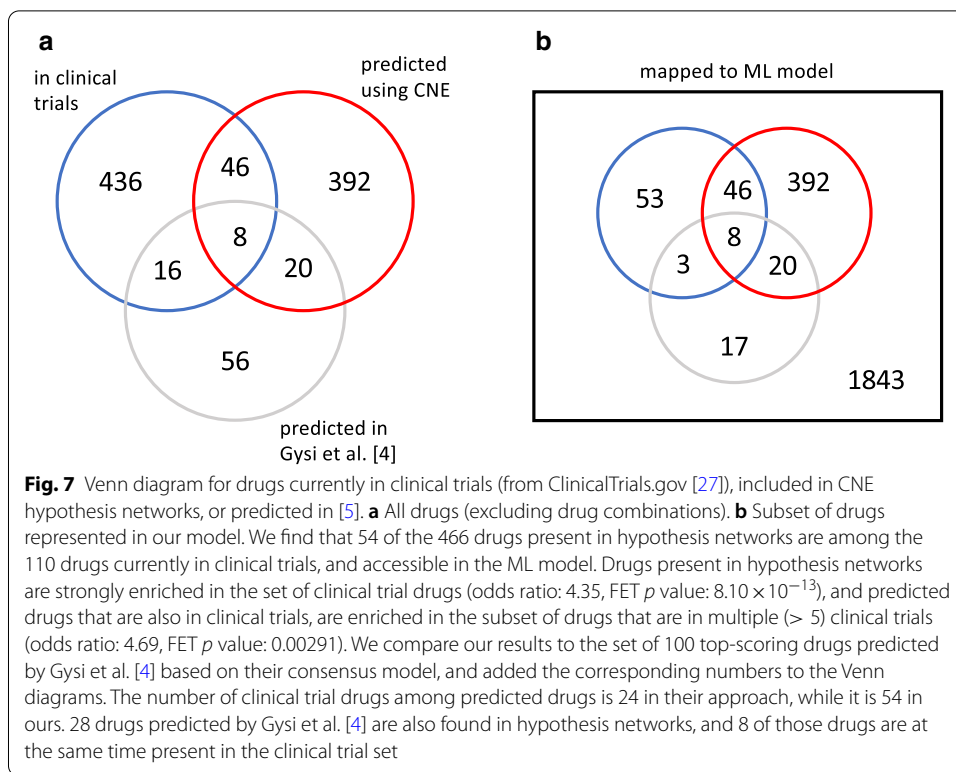 a
in clinical
trials
predicted
using CNE
436
46
392
8
16
20
56
predicted in
Gysi et al. [4]
b
mapped to ML model
53
46
392
8
3
20
17
1843
Fig. 7 Venn diagram for drugs currently in clinical trials (from ClinicalTrials.gov [27]), included in CNE
hypothesis networks, or predicted in [5]. a All drugs (excluding drug combinations). b Subset of drugs
represented in our model. We find that 54 of the 466 drugs present in hypothesis networks are among the
110 drugs currently in clinical trials, and accessible in the ML model. Drugs present in hypothesis networks
are strongly enriched in the set of clinical trial drugs (odds ratio: 4.35, FET p value: 8.10 × 10⁻¹³), and predicted
drugs that are also in clinical trials, are enriched in the subset of drugs that are in multiple (> 5) clinical trials
(odds ratio: 4.69, FET p value: 0.00291). We compare our results to the set of 100 top-scoring drugs predicted
by Gysi et al. [4] based on their consensus model, and added the corresponding numbers to the Venn
diagrams. The number of clinical trial drugs among predicted drugs is 24 in their approach, while it is 54 in
ours. 28 drugs predicted by Gysi et al. [4] are also found in hypothesis networks, and 8 of those drugs are at
the same time present in the clinical trial set